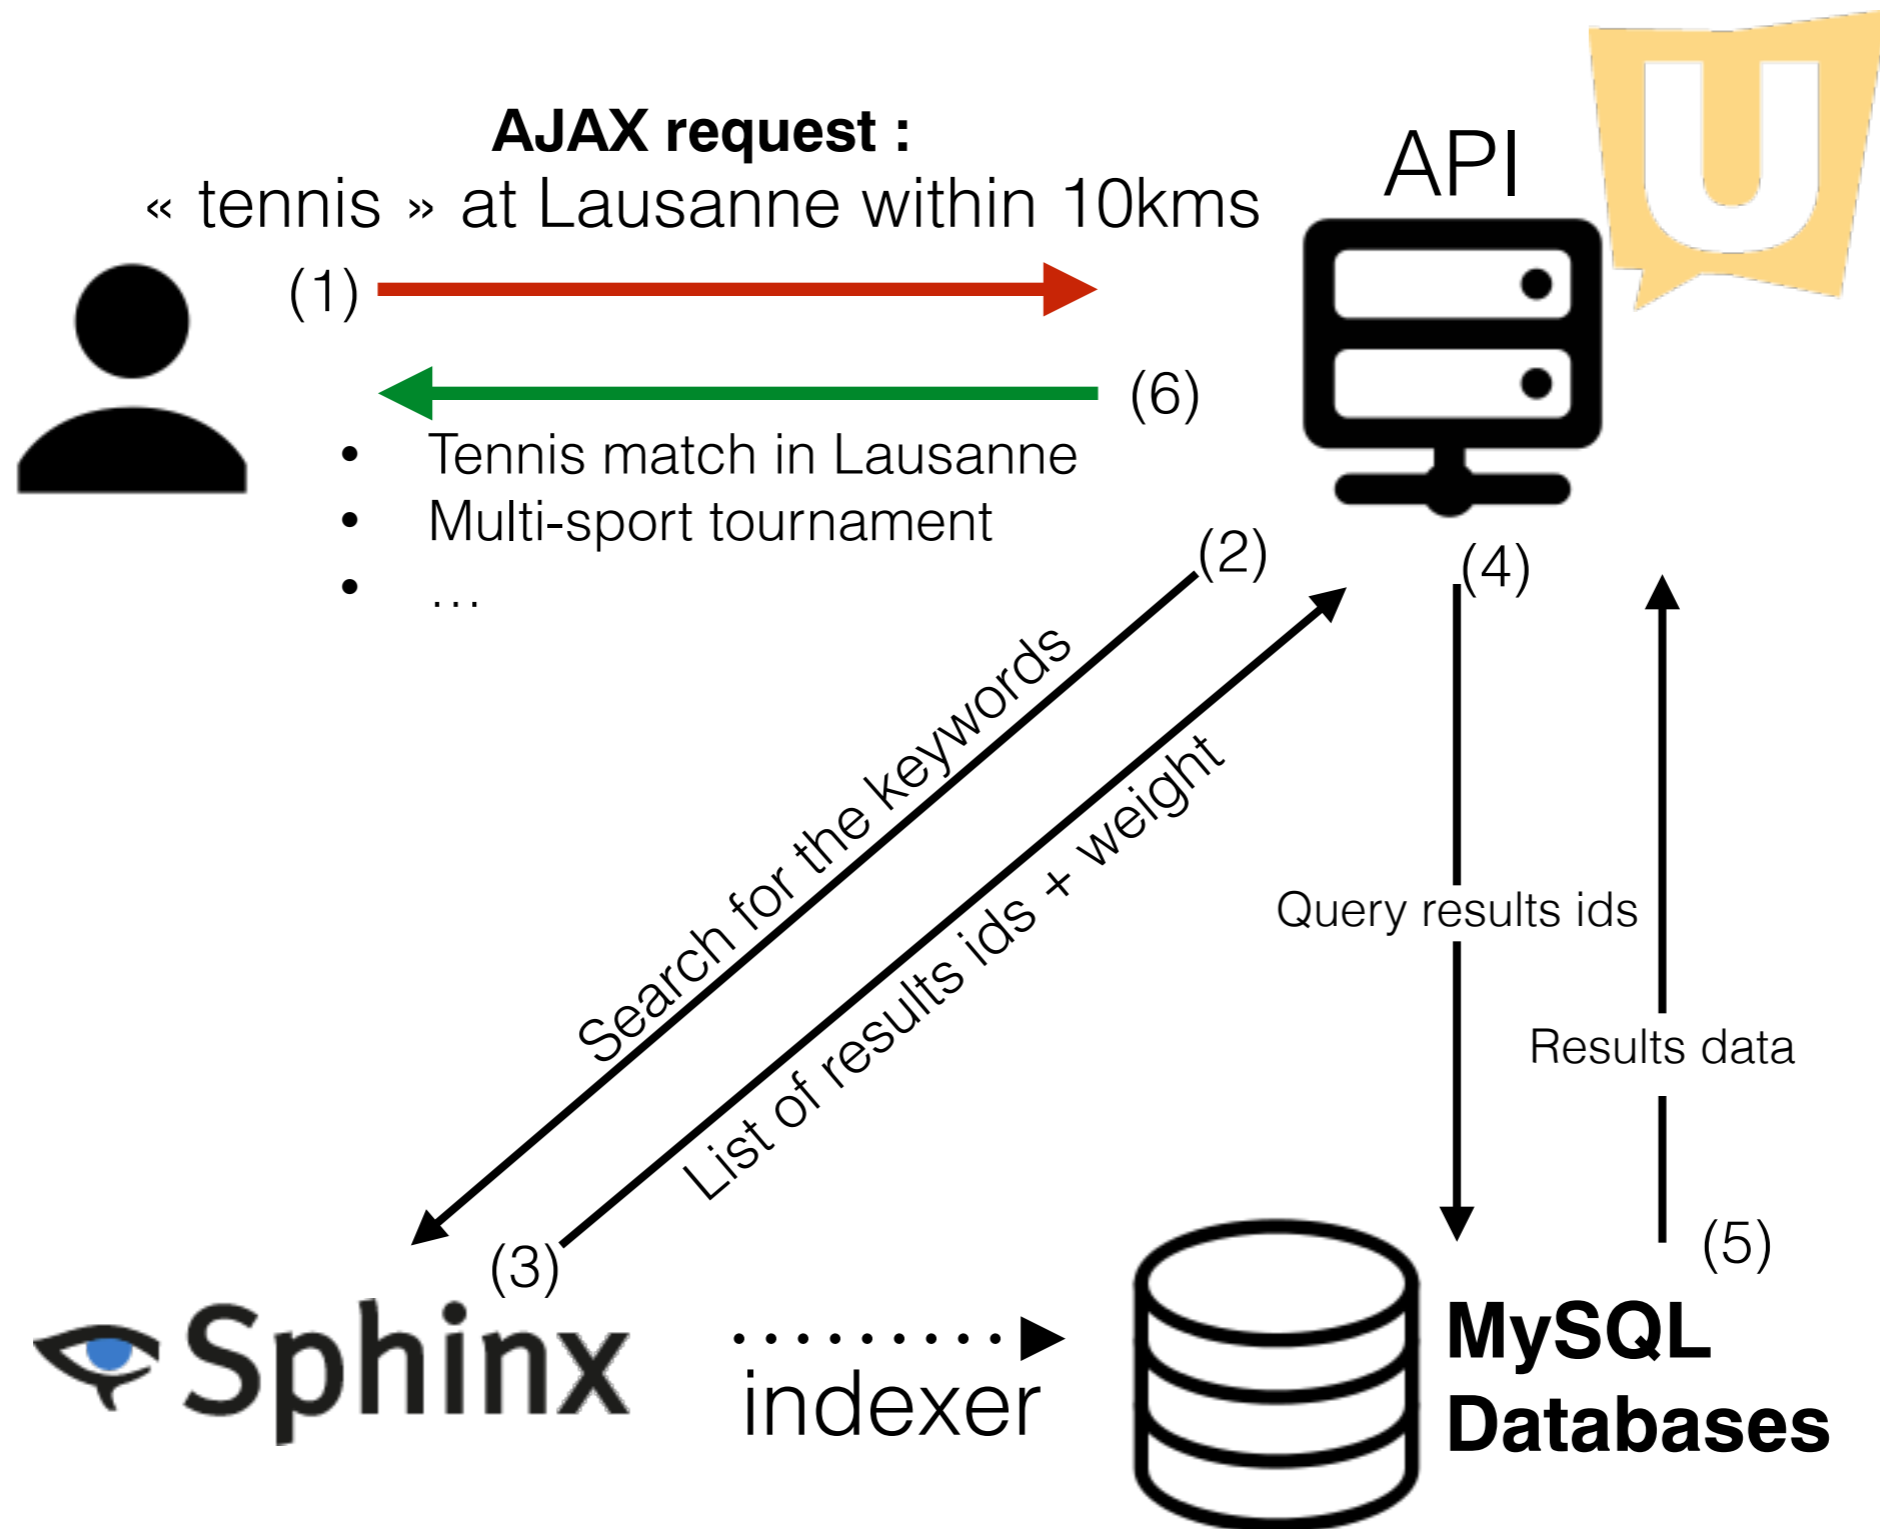 AJAX request :
« tennis » at Lausanne within 10kms
API
U
(1)
(6)
• Tennis match in Lausanne
• Multi-sport tournament
• …
(2)
(4)
Search for the keywords
List of results ids + weight
Query results ids
Results data
(3)
(5)
Sphinx
indexer
MySQL
Databases